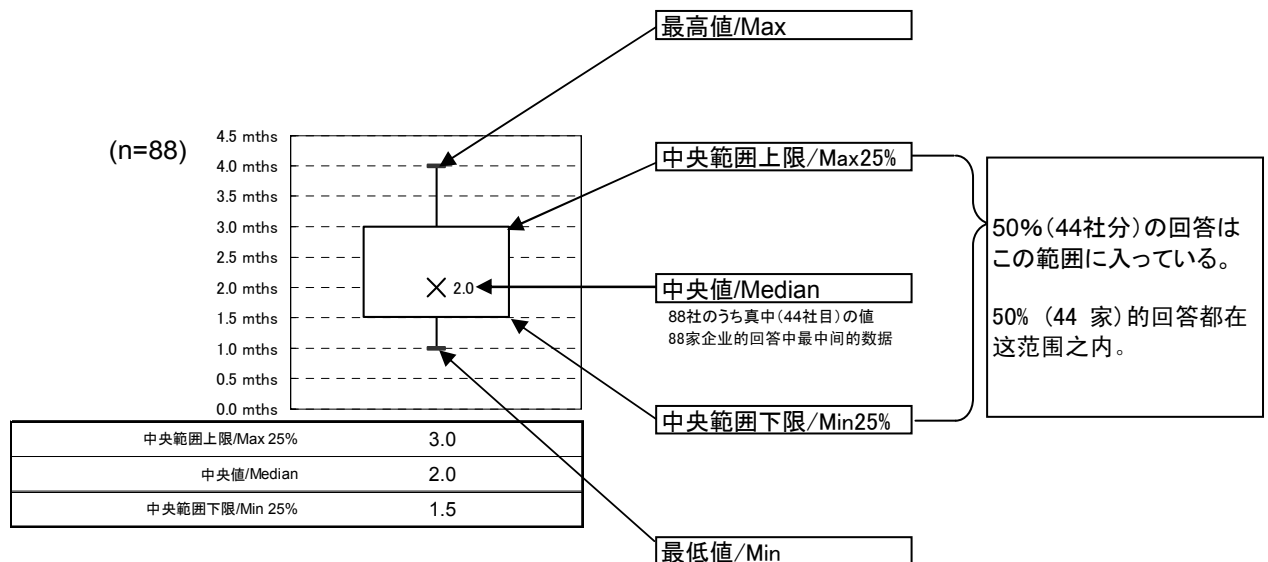 最高値/Max
(n=88)
4.5 mths
4.0 mths
3.5 mths
3.0 mths
2.5 mths
2.0 mths
1.5 mths
1.0 mths
0.5 mths
0.0 mths
2.0
中央範囲上限/Max25%
中央値/Median
88社のうち真中(44社目)の値
88家企业的回答中最中间的数据
中央範囲下限/Min25%
50%(44社分)の回答は
この範囲に入っている。
50% (44 家)的回答都在
这范围之内。
中央範囲上限/Max 25% 3.0
中央値/Median 2.0
中央範囲下限/Min 25% 1.5
最低値/Min